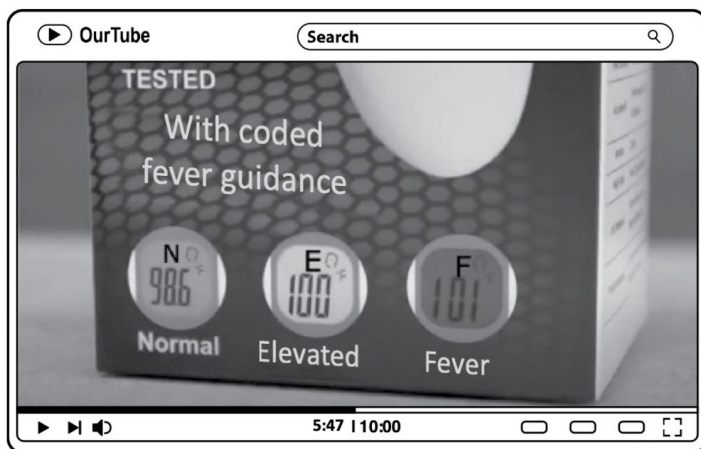 OurTube
Search
TESTED
With coded
fever guidance
N
98.6
E
100
F
101
Normal
Elevated
Fever
5:47 | 10:00